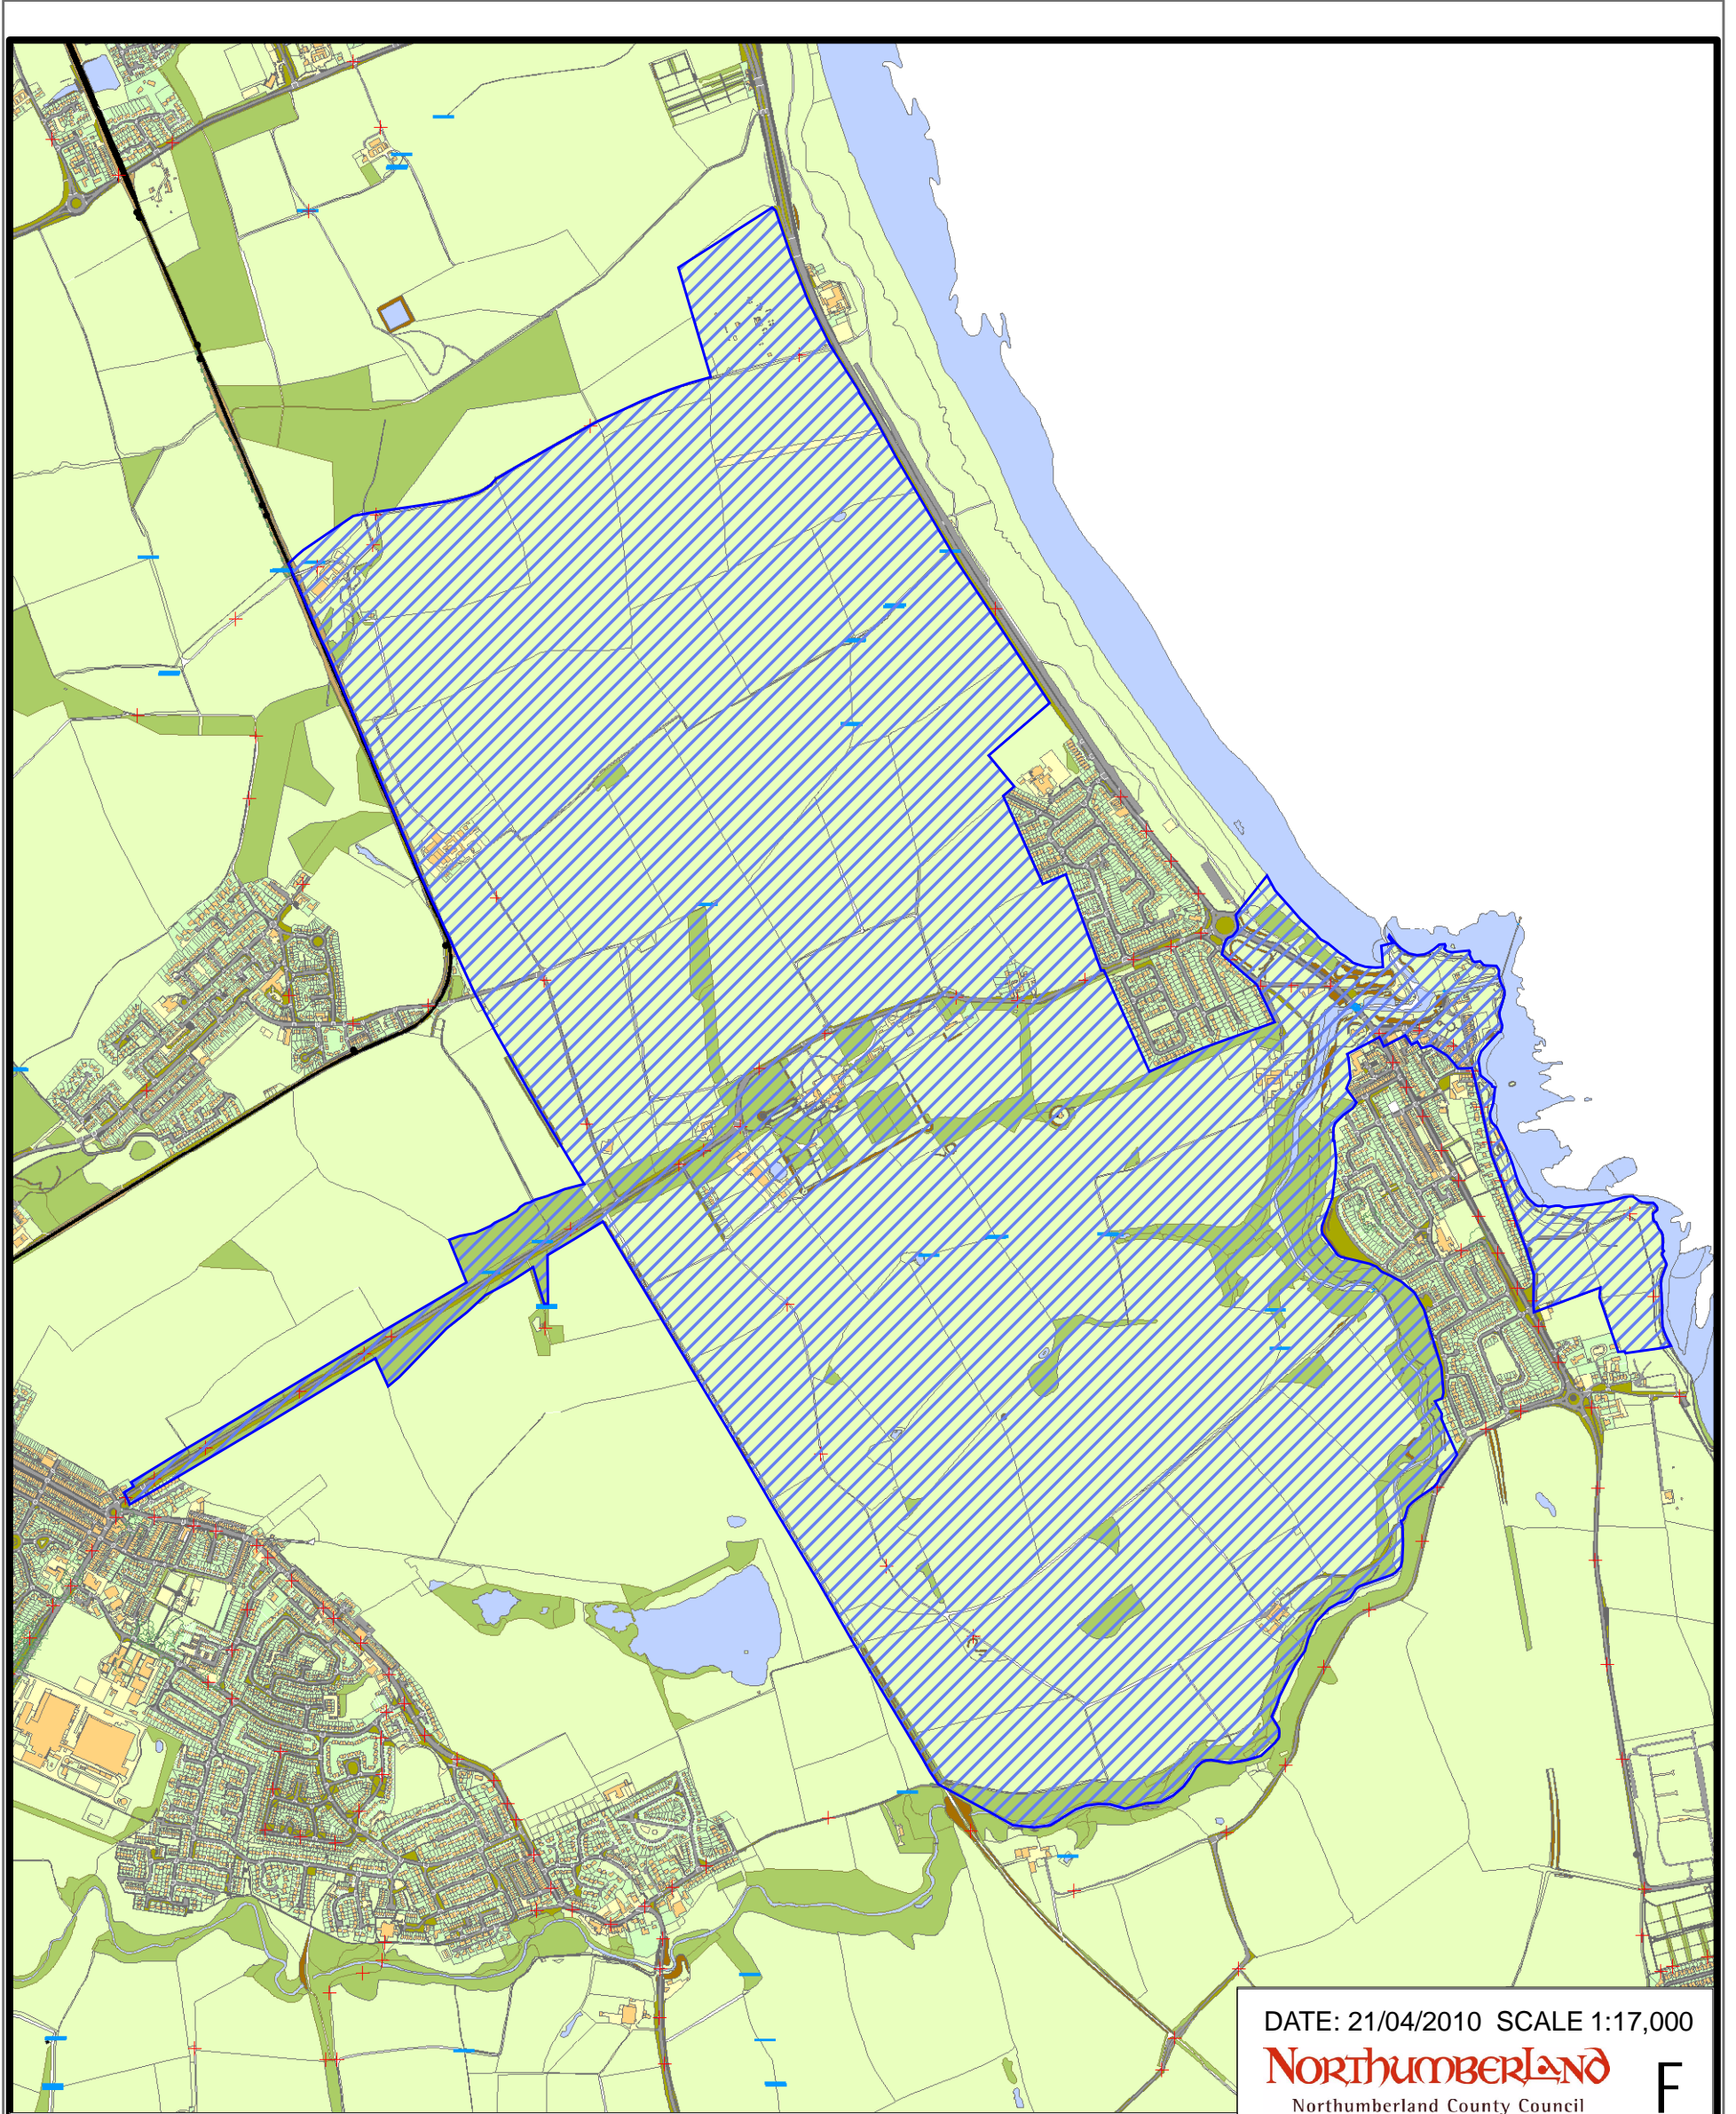 DATE: 21/04/2010 SCALE 1:17,000
NORTHUMBERLAND
Northumberland County Council
F